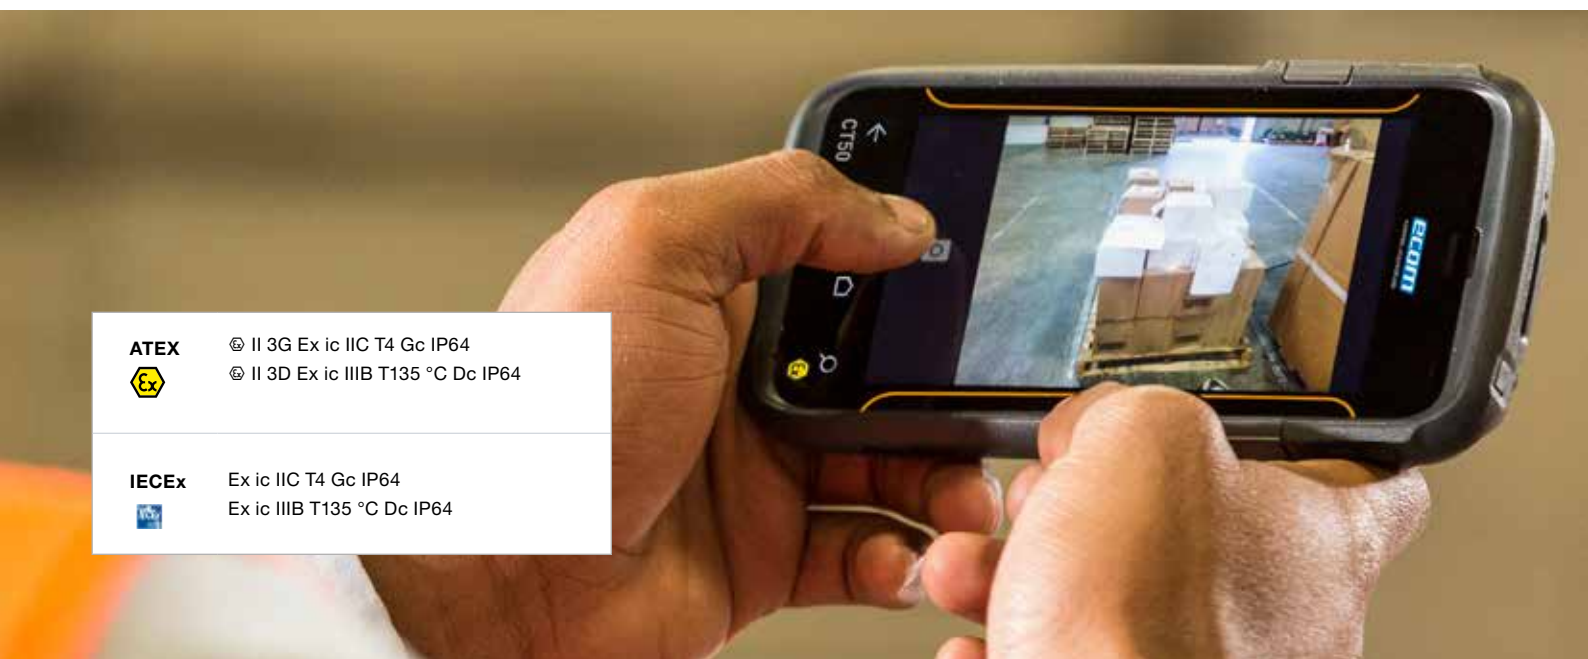 ATEX
II 3G Ex ic IIC T4 Gc IP64
II 3D Ex ic IIIB T135 °C Dc IP64
Ex
IECEx
Ex ic IIC T4 Gc IP64
Ex ic IIIB T135 °C Dc IP64
CT50
ecom